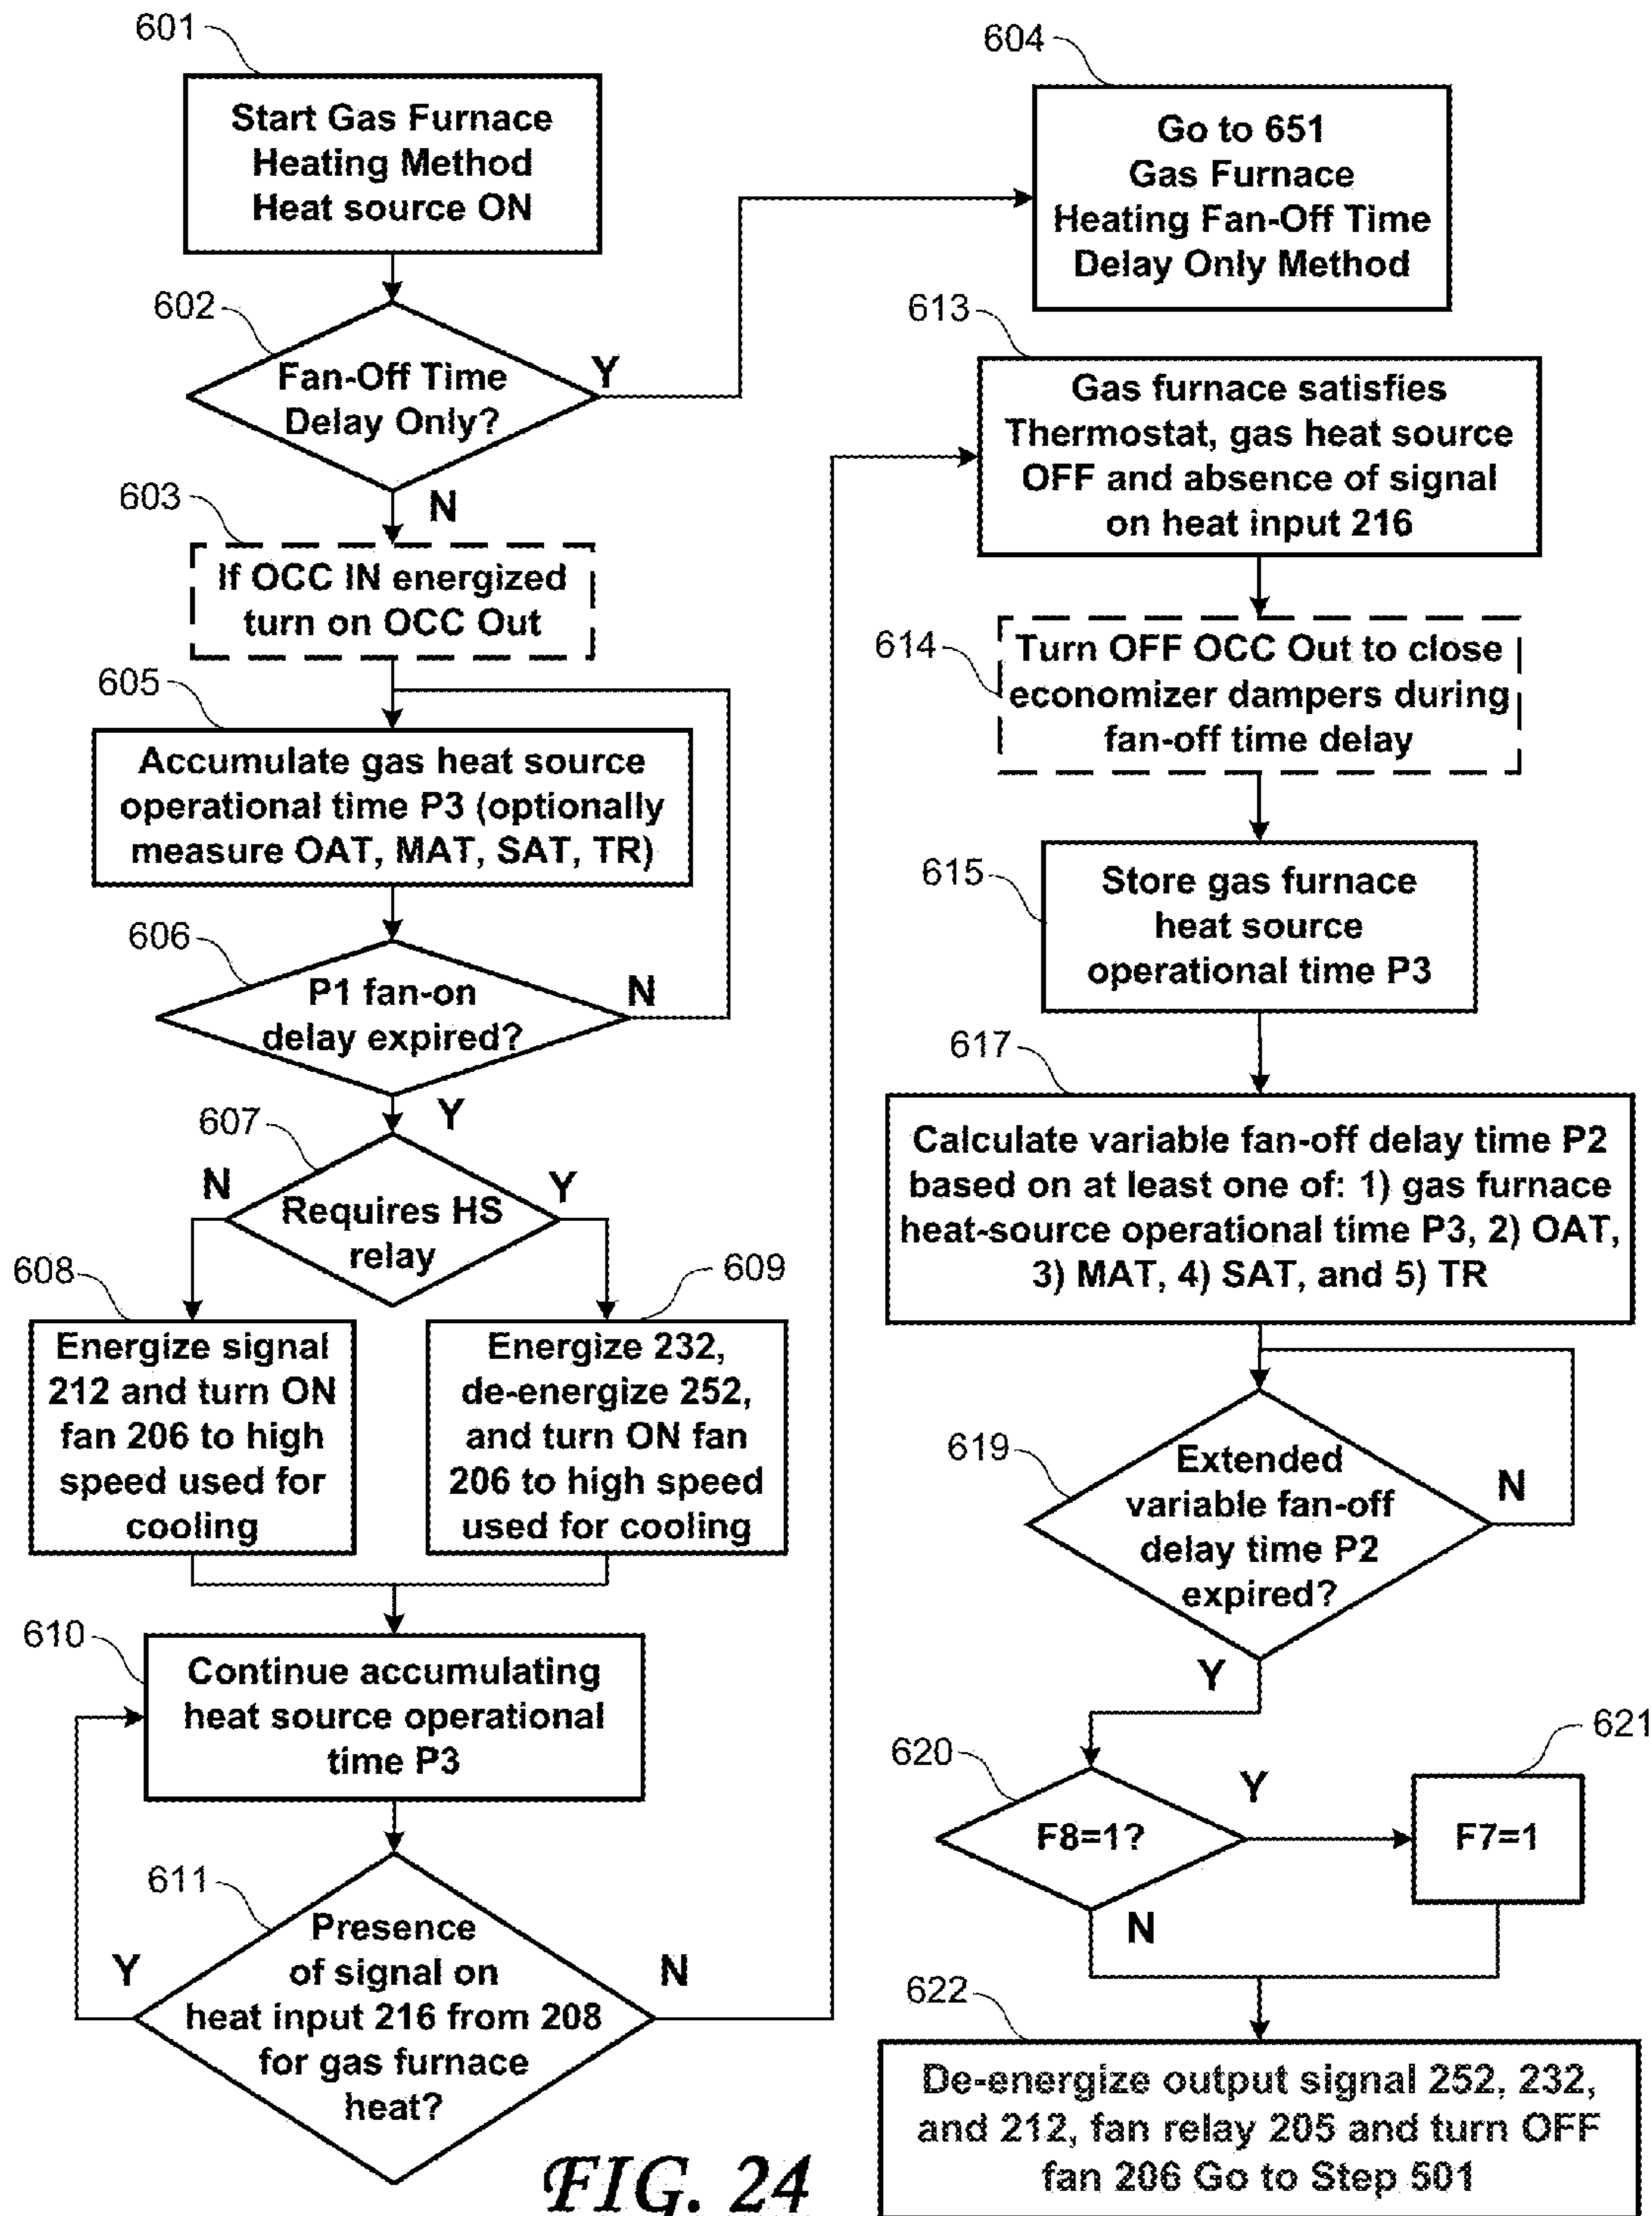 601
Start Gas Furnace
Heating Method
Heat source ON
602
Fan-Off Time
Delay Only?
Y
N
603
If OCC IN energized
turn on OCC Out
605
Accumulate gas heat source
operational time P3 (optionally
measure OAT, MAT, SAT, TR)
606
P1 fan-on
delay expired?
N
Y
607
N
Y
Requires HS
relay
608
Energize signal
212 and turn ON
fan 206 to high
speed used for
cooling
609
Energize 232,
de-energize 252,
and turn ON fan
206 to high speed
used for cooling
610
Continue accumulating
heat source operational
time P3
611
Presence
of signal on
heat input 216 from 208
for gas furnace
heat?
Y
N
604
Go to 651
Gas Furnace
Heating Fan-Off Time
Delay Only Method
613
Gas furnace satisfies
Thermostat, gas heat source
OFF and absence of signal
on heat input 216
614
Turn OFF OCC Out to close
economizer dampers during
fan-off time delay
615
Store gas furnace
heat source
operational time P3
617
Calculate variable fan-off delay time P2
based on at least one of: 1) gas furnace
heat-source operational time P3, 2) OAT,
3) MAT, 4) SAT, and 5) TR
619
Extended
variable fan-off
delay time P2
expired?
N
Y
620
F8=1?
Y
N
621
F7=1
622
De-energize output signal 252, 232,
and 212, fan relay 205 and turn OFF
fan 206 Go to Step 501
FIG. 24